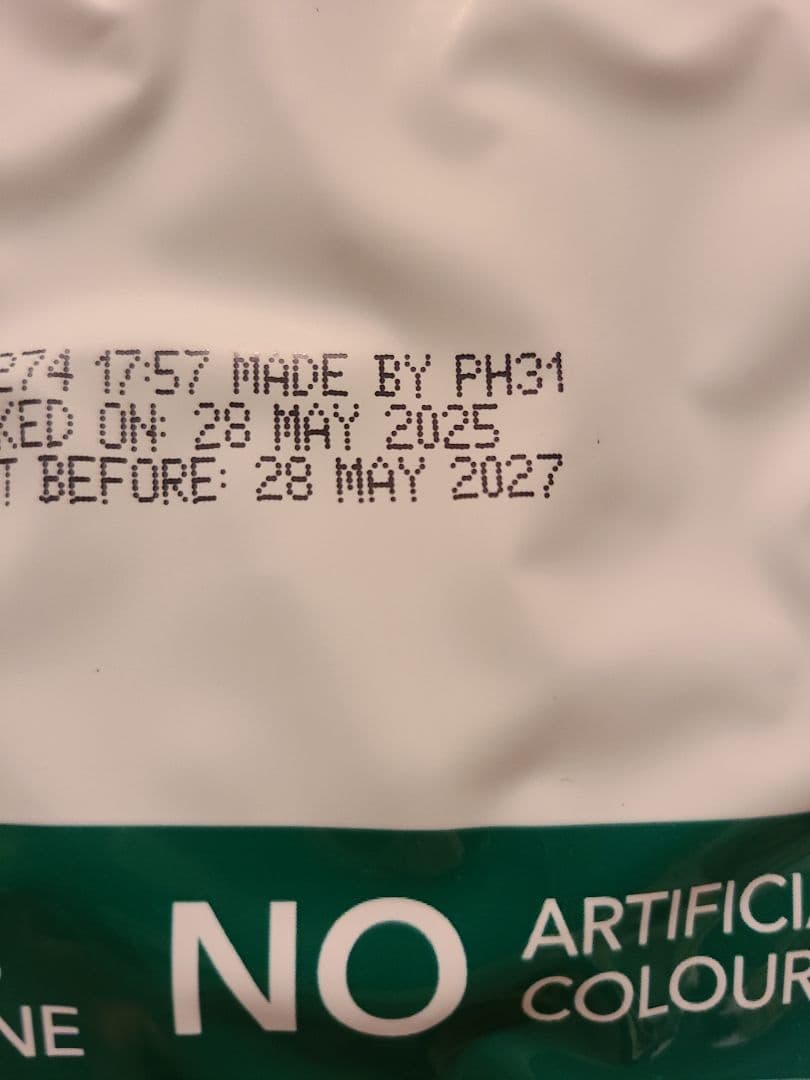 274 17:57 MADE BY PH31
KED ON: 28 MAY 2025
T BEFORE: 28 MAY 2027
NO
ARTIFICI
COLOUR
NE